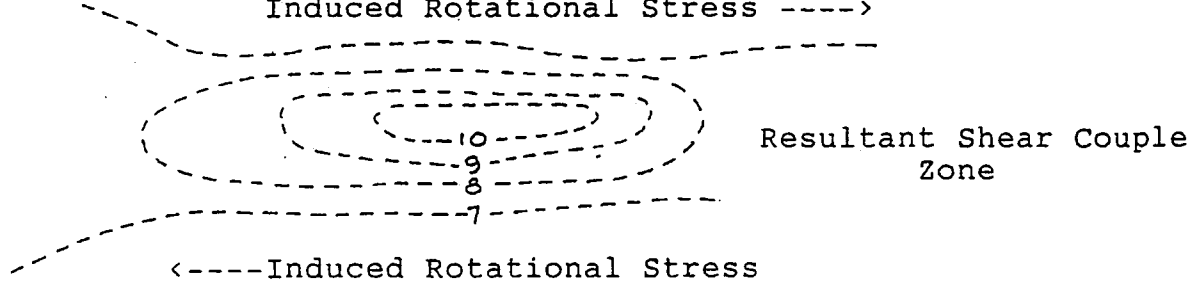 Induced Rotational Stress ---->
10
9
8
7
Resultant Shear Couple
Zone
<----Induced Rotational Stress